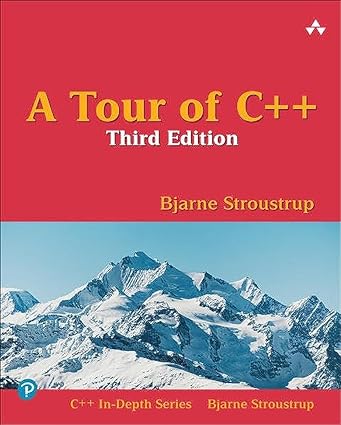 A Tour of C++
Third Edition
Bjarne Stroustrup
P
C++ In-Depth Series Bjarne Stroustrup